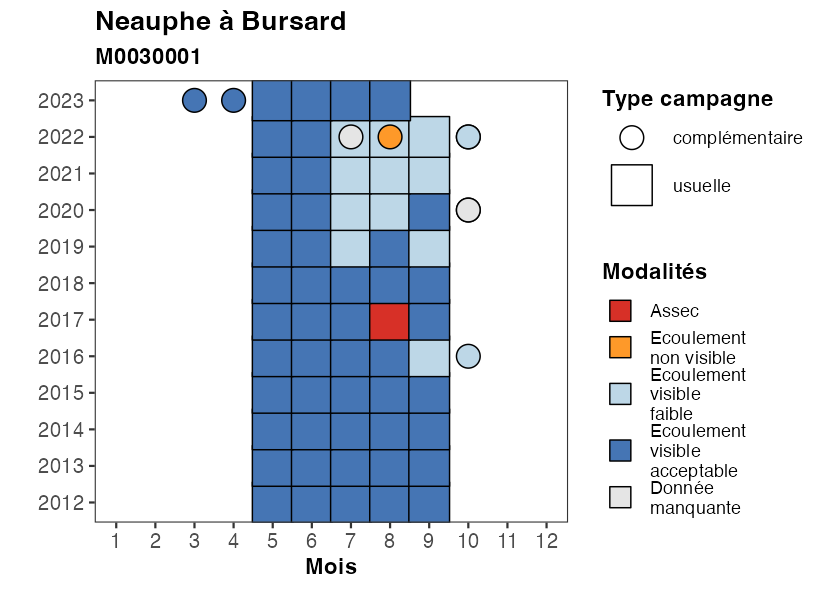 Neauphe à Bursard
M0030001
2023
2022
2021
2020
2019
2018
2017
2016
2015
2014
2013
2012
1 2 3 4 5 6 7 8 9 10 11 12
Mois
Type campagne
complémentaire
usuelle
Modalités
Assec
Ecoulement
non visible
Ecoulement
visible
faible
Ecoulement
visible
acceptable
Donnée
manquante